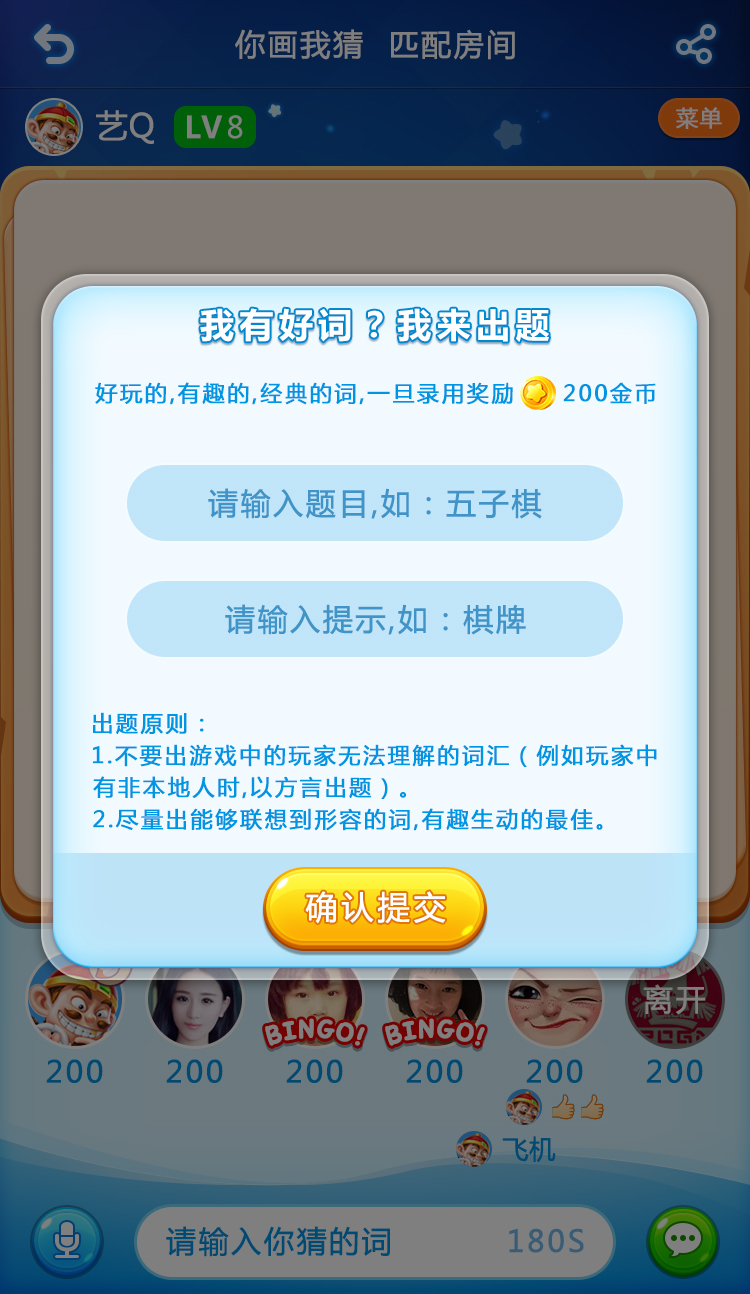 你画我猜 匹配房间
艺Q LV8 菜单
我有好词？我来出题
好玩的,有趣的,经典的词,一旦录用奖励 200金币
请输入题目,如：五子棋
请输入提示,如：棋牌
出题原则：
1.不要出游戏中的玩家无法理解的词汇（例如玩家中
有非本地人时,以方言出题）。
2.尽量出能够联想到形容的词,有趣生动的最佳。
确认提交
BINGO! BINGO! 离开
200 200 200 200 200 200
飞机
请输入你猜的词 180S